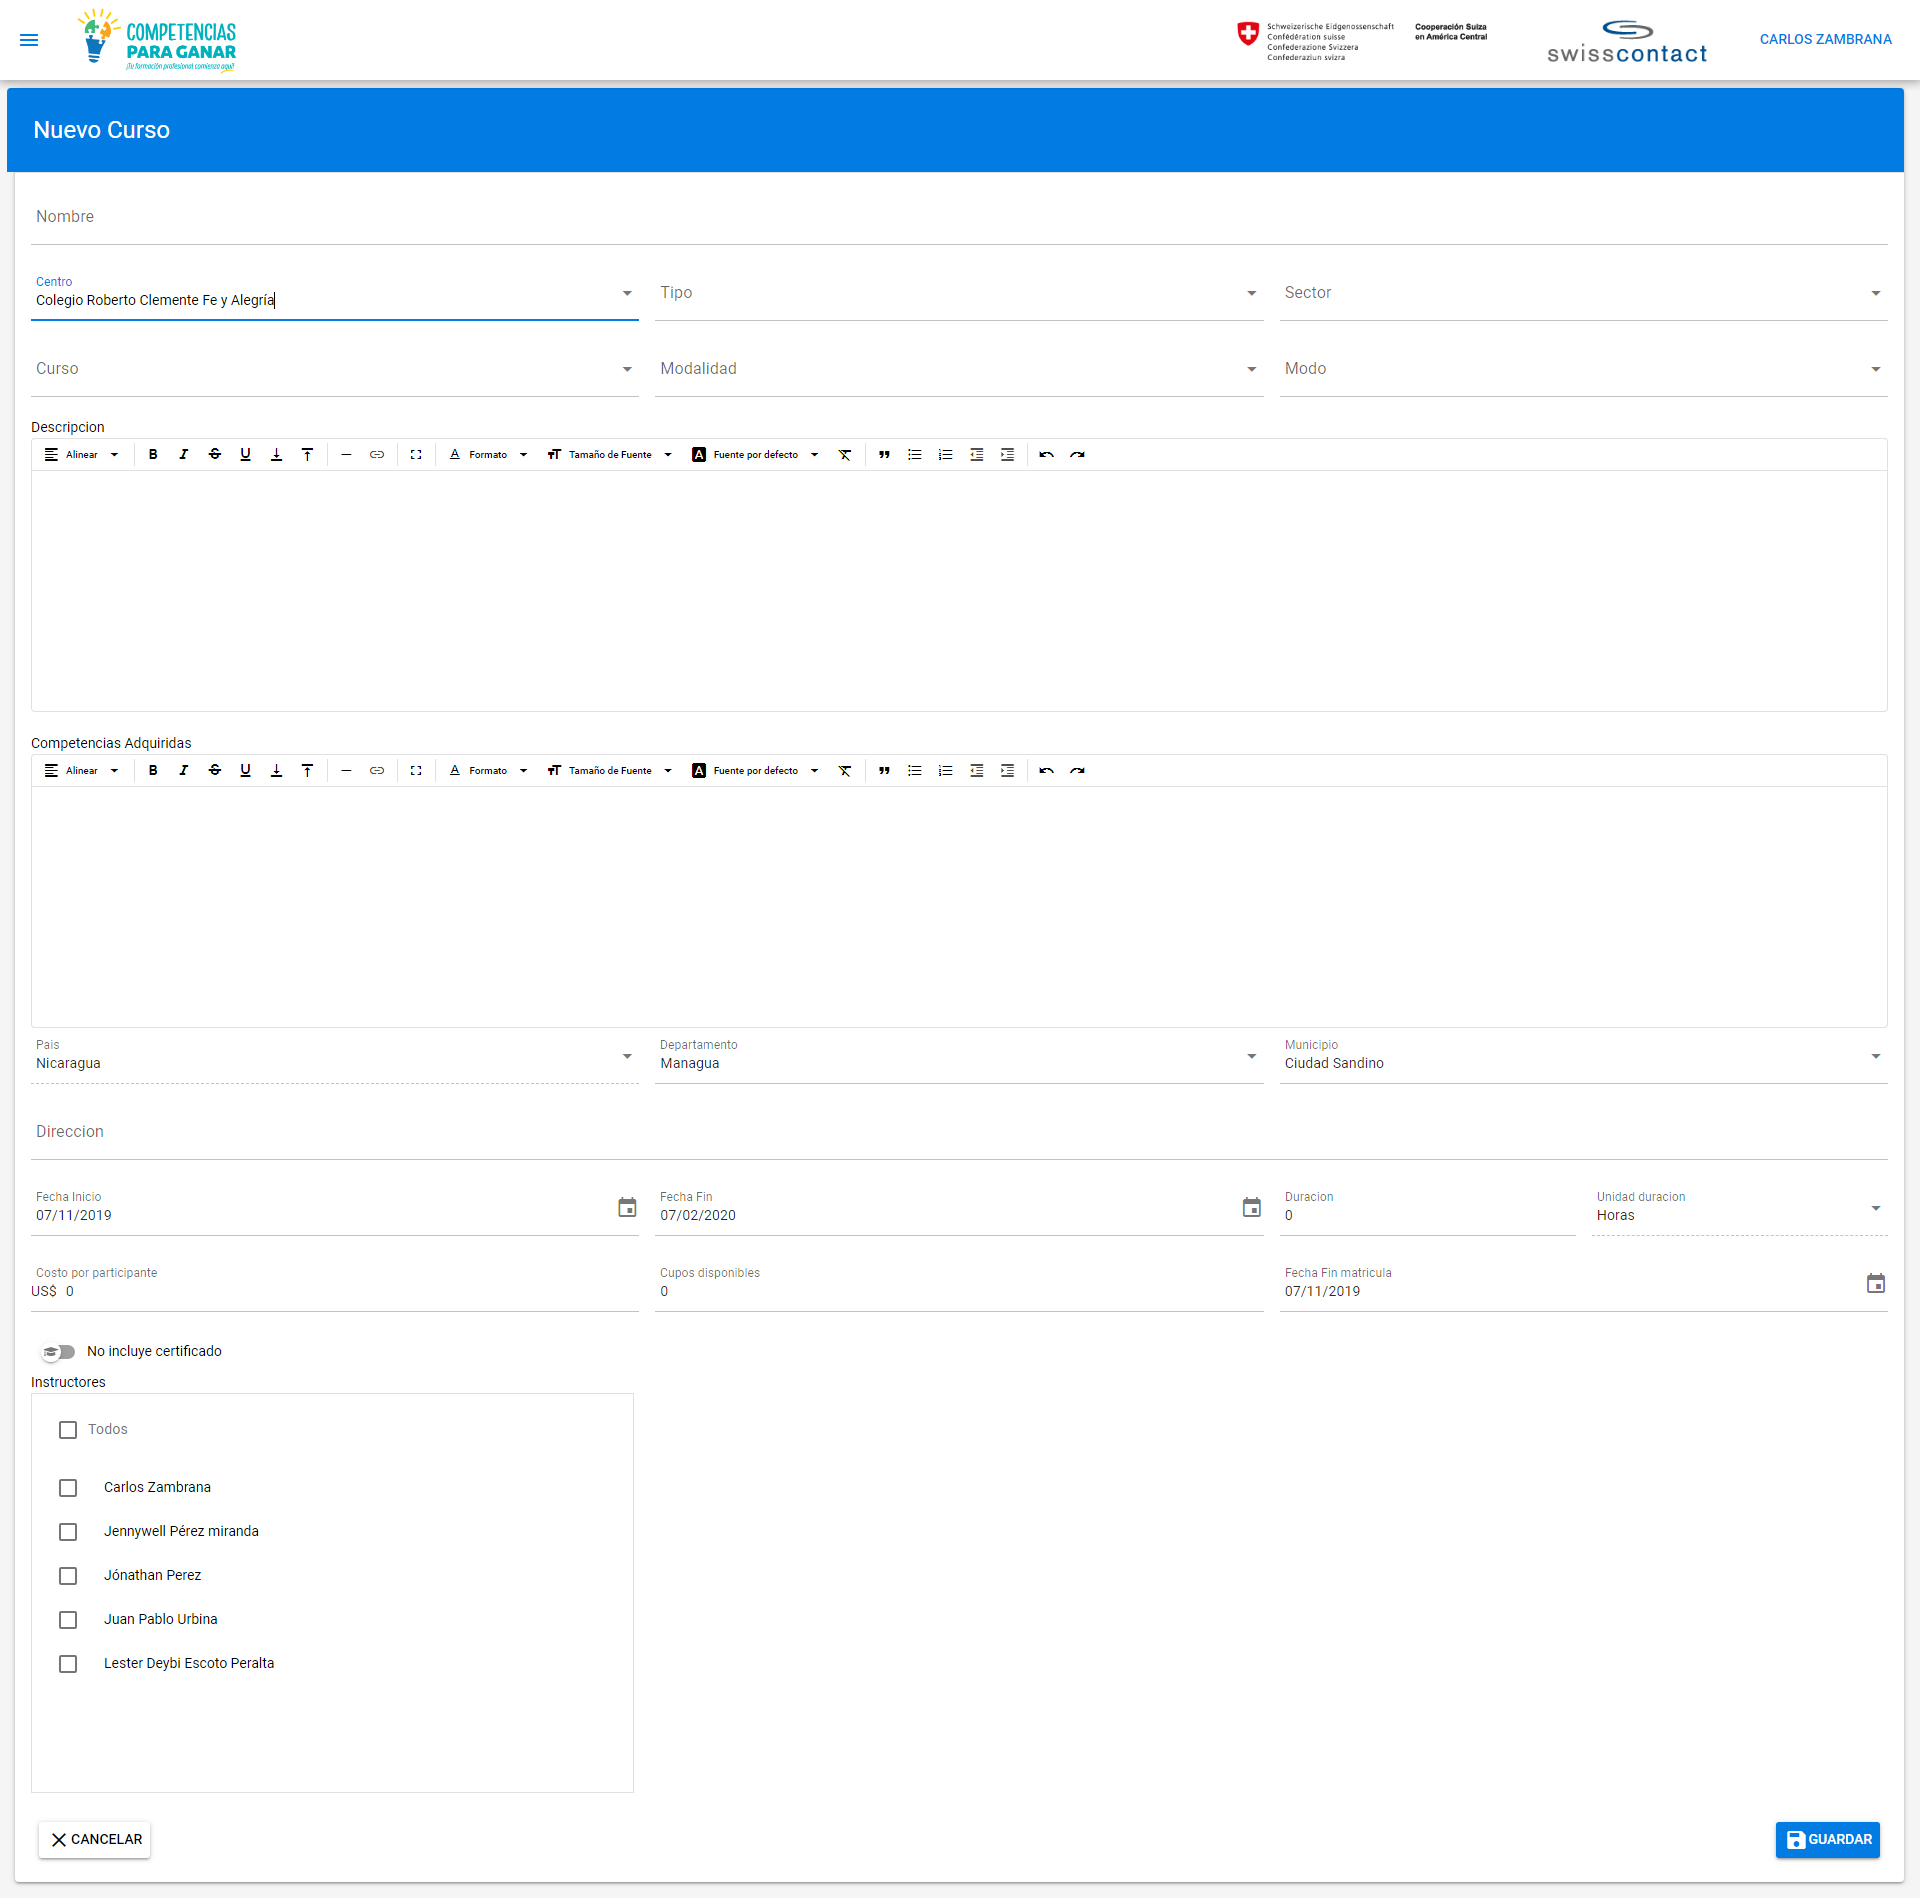 COMPETENCIAS
PARA GANAR
¡Tu formación profesional comienza aquí!
Schweizerische Eidgenossenschaft
Confédération suisse
Confederazione Svizzera
Confederaziun svizra
Cooperación Suiza
en América Central
swisscontact
CARLOS ZAMBRANA
Nuevo Curso
Nombre
Centro
Colegio Roberto Clemente Fe y Alegría
Tipo
Sector
Curso
Modalidad
Modo
Descripcion
Alinear
Formato
Tamaño de Fuente
Fuente por defecto
Competencias Adquiridas
Alinear
Formato
Tamaño de Fuente
Fuente por defecto
Pais
Nicaragua
Departamento
Managua
Municipio
Ciudad Sandino
Direccion
Fecha Inicio
07/11/2019
Fecha Fin
07/02/2020
Duracion
0
Unidad duracion
Horas
Costo por participante
US$ 0
Cupos disponibles
0
Fecha Fin matricula
07/11/2019
No incluye certificado
Instructores
Todos
Carlos Zambrana
Jennywell Pérez miranda
Jónathan Perez
Juan Pablo Urbina
Lester Deybi Escoto Peralta
CANCELAR
GUARDAR